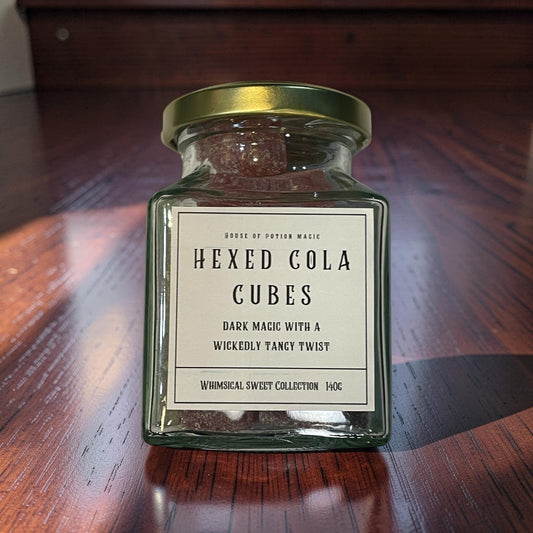 House of Potion Magic
Hexed Cola
Cubes
Dark magic with a
wickedly tangy twist
Whimsical Sweet Collection 140g